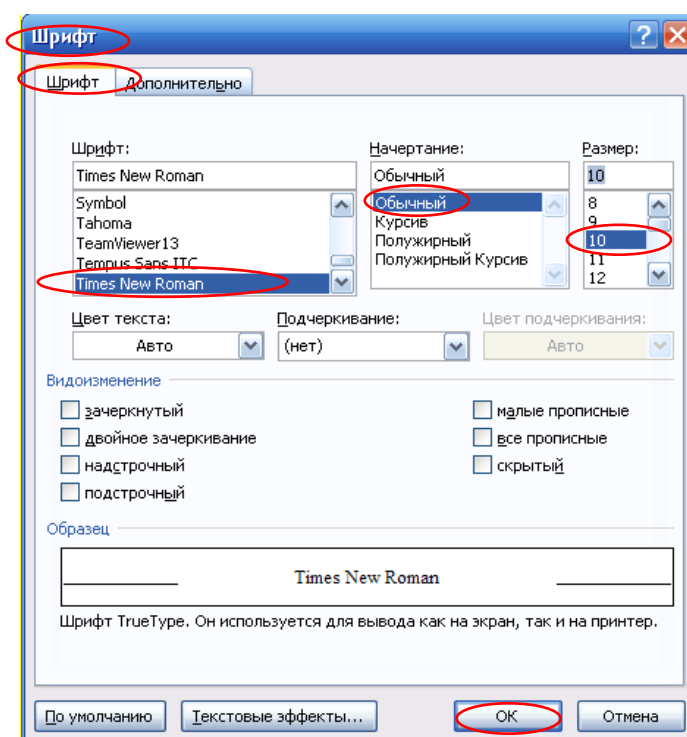 Шрифт
Шрифт Дополнительно
Шрифт: Начертание: Размер:
Times New Roman Обычный 10
Symbol Обычный 8
Tahoma Курсив 9
TeamViewer13 Полужирный 10
Tempus Sans ITC Полужирный Курсив 11
Times New Roman 12
Цвет текста: Подчеркивание: Цвет подчеркивания:
Авто (нет) Авто
Видоизменение
зачеркнутый малые прописные
двойное зачеркивание все прописные
надстрочный скрытый
подстрочный
Образец
Times New Roman
Шрифт TrueType. Он используется для вывода как на экран, так и на принтер.
По умолчанию Текстовые эффекты... ОК Отмена